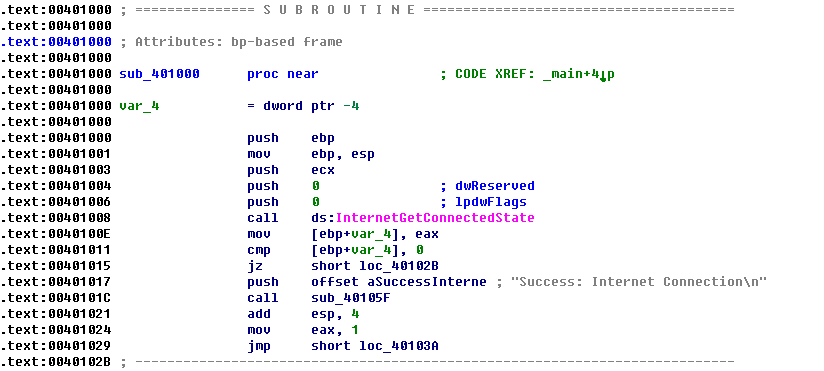 .text:00401000 ; =============== S U B R O U T I N E =======================================
.text:00401000
.text:00401000
.text:00401000 ; Attributes: bp-based frame
.text:00401000
.text:00401000 sub_401000      proc near               ; CODE XREF: _main+4↓p
.text:00401000
.text:00401000 var_4           = dword ptr -4
.text:00401000
.text:00401000                 push    ebp
.text:00401001                 mov     ebp, esp
.text:00401003                 push    ecx
.text:00401004                 push    0               ; dwReserved
.text:00401006                 push    0               ; lpdwFlags
.text:00401008                 call    ds:InternetGetConnectedState
.text:0040100E                 mov     [ebp+var_4], eax
.text:00401011                 cmp     [ebp+var_4], 0
.text:00401015                 jz      short loc_40102B
.text:00401017                 push    offset aSuccessInterne ; "Success: Internet Connection\n"
.text:0040101C                 call    sub_40105F
.text:00401021                 add     esp, 4
.text:00401024                 mov     eax, 1
.text:00401029                 jmp     short loc_40103A
.text:0040102B ; ---------------------------------------------------------------------------